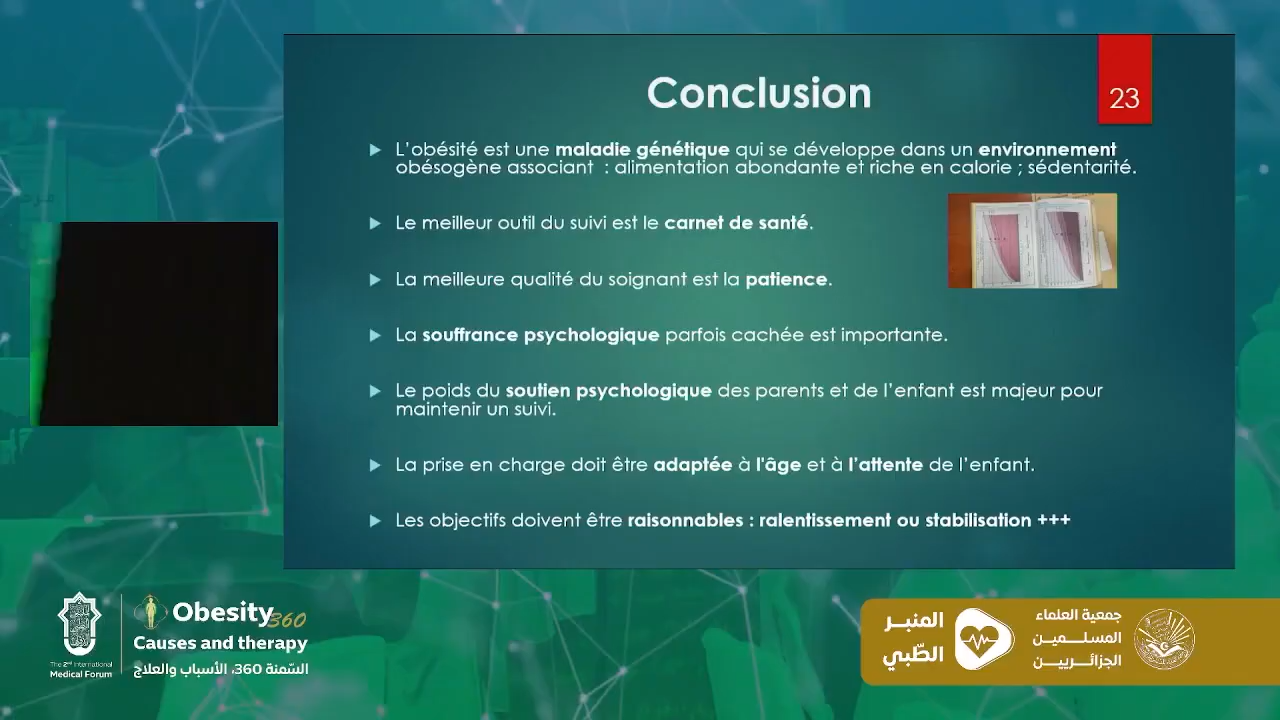 Conclusion
23
L'obésité est une maladie génétique qui se développe dans un environnement
obésogène associant : alimentation abondante et riche en calorie ; sédentarité.
Le meilleur outil du suivi est le carnet de santé.
La meilleure qualité du soignant est la patience.
La souffrance psychologique parfois cachée est importante.
Le poids du soutien psychologique des parents et de l'enfant est majeur pour
maintenir un suivi.
La prise en charge doit être adaptée à l'âge et à l'attente de l'enfant.
Les objectifs doivent être raisonnables : ralentissement ou stabilisation +++
The 2nd International
Medical Forum
Obesity 360
Causes and therapy
السّمنة 360، الأسباب والعلاج
المنبر
الطّبي
جمعية العلماء
المسلمين
الجزائريين